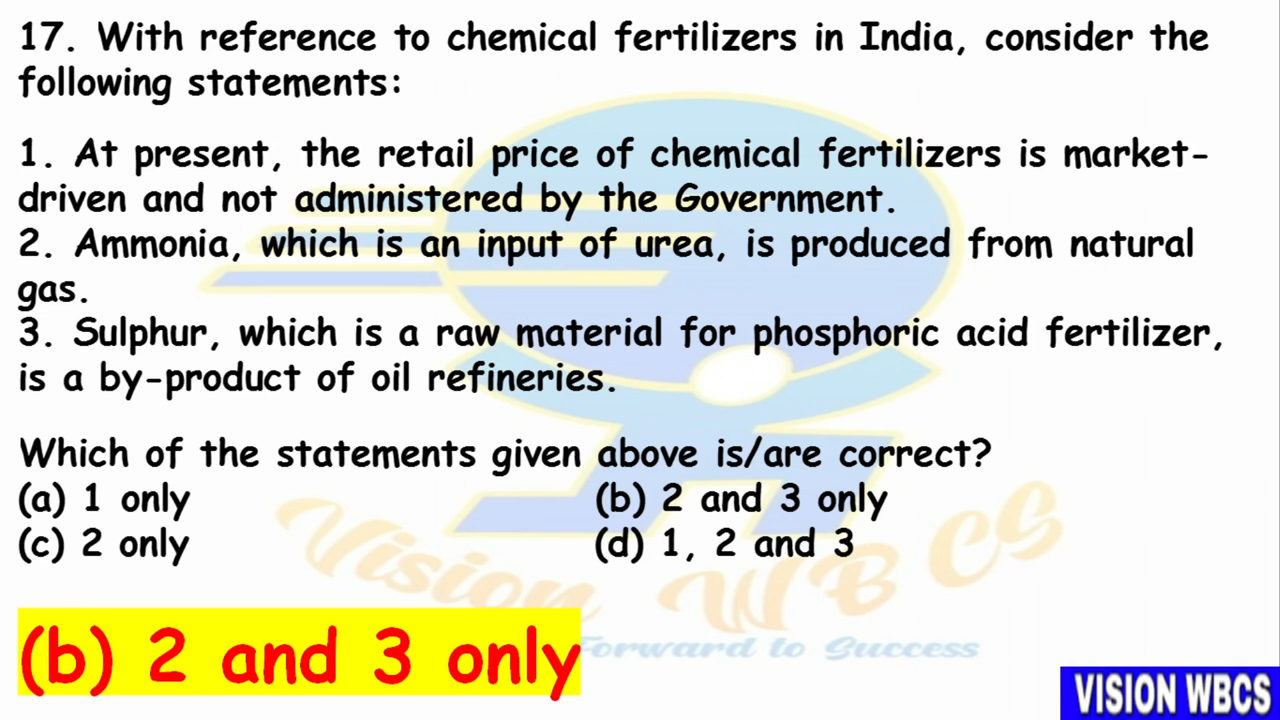 17. With reference to chemical fertilizers in India, consider the
following statements:
1. At present, the retail price of chemical fertilizers is market-
driven and not administered by the Government.
2. Ammonia, which is an input of urea, is produced from natural
gas.
3. Sulphur, which is a raw material for phosphoric acid fertilizer,
is a by-product of oil refineries.
Which of the statements given above is/are correct?
(a) 1 only (b) 2 and 3 only
(c) 2 only (d) 1, 2 and 3
Vision WBCS
(b) 2 and 3 only
Forward to Success
VISION WBCS